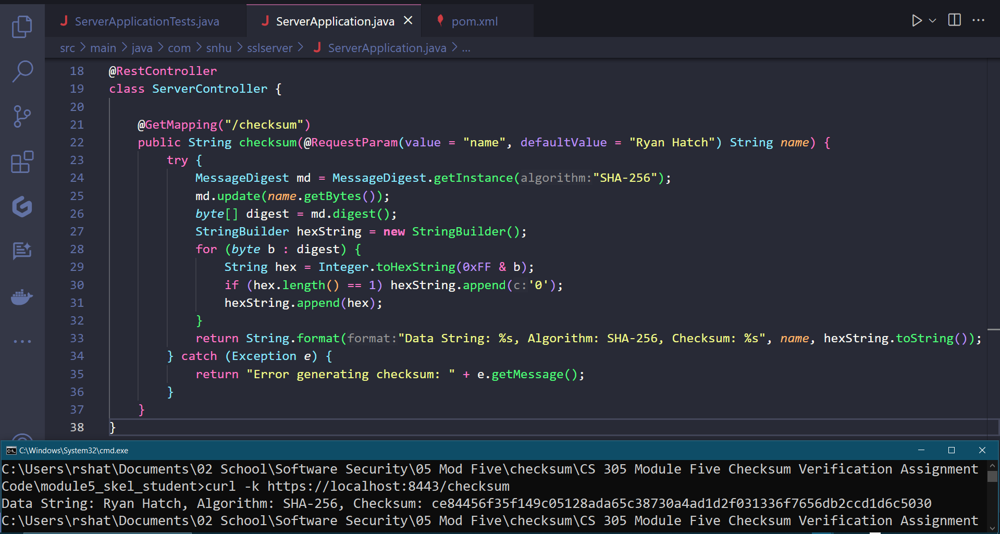 ServerApplicationTests.java
ServerApplication.java
pom.xml
src > main > java > com > snhu > sslserver > ServerApplication.java > ...
18 @RestController
19 class ServerController {
20
21 @GetMapping("/checksum")
22 public String checksum(@RequestParam(value = "name", defaultValue = "Ryan Hatch") String name) {
23 try {
24 MessageDigest md = MessageDigest.getInstance(algorithm:"SHA-256");
25 md.update(name.getBytes());
26 byte[] digest = md.digest();
27 StringBuilder hexString = new StringBuilder();
28 for (byte b : digest) {
29 String hex = Integer.toHexString(0xFF & b);
30 if (hex.length() == 1) hexString.append(c:'0');
31 hexString.append(hex);
32 }
33 return String.format(format:"Data String: %s, Algorithm: SHA-256, Checksum: %s", name, hexString.toString());
34 } catch (Exception e) {
35 return "Error generating checksum: " + e.getMessage();
36 }
37 }
38 }
C:\Windows\System32\cmd.exe
C:\Users\rshat\Documents\02 School\Software Security\05 Mod Five\checksum\CS 305 Module Five Checksum Verification Assignment
Code\module5_skel_student>curl -k https://localhost:8443/checksum
Data String: Ryan Hatch, Algorithm: SHA-256, Checksum: ce84456f35f149c05128ada65c38730a4ad1d2f031336f7656db2ccd1d6c5030
C:\Users\rshat\Documents\02 School\Software Security\05 Mod Five\checksum\CS 305 Module Five Checksum Verification Assignment